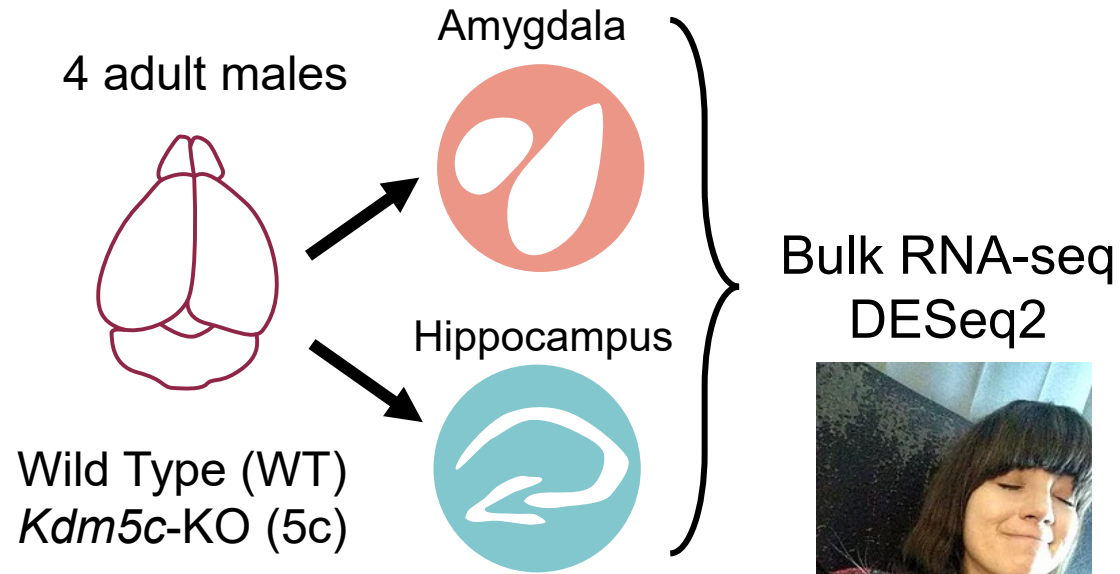 4 adult males
Wild Type (WT)
Kdm5c-KO (5c)
Amygdala
Hippocampus
Bulk RNA-seq
DESeq2